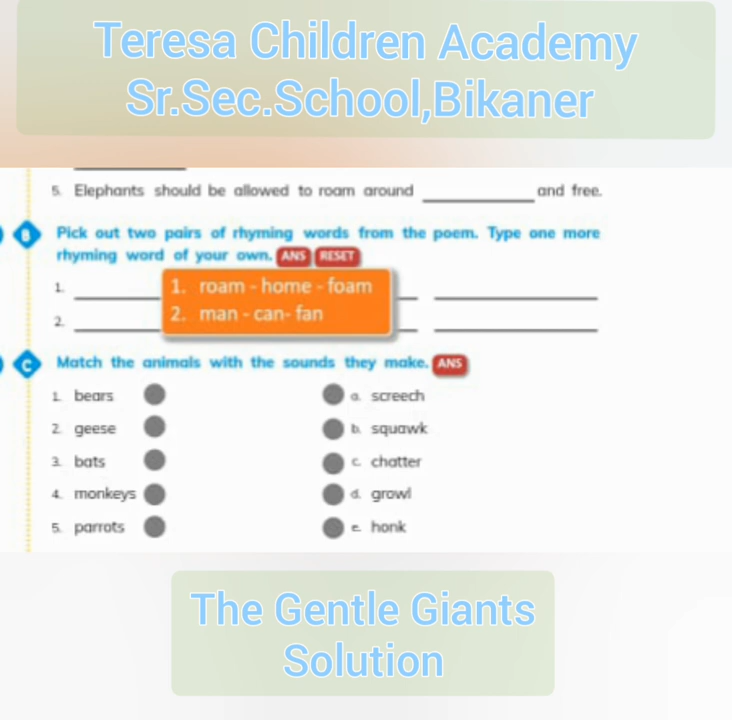 Teresa Children Academy
Sr.Sec.School,Bikaner
5. Elephants should be allowed to roam around __________ and free.
B Pick out two pairs of rhyming words from the poem. Type one more
rhyming word of your own. ANS RESET
1.
1. roam - home - foam
2.
2. man - can- fan
C Match the animals with the sounds they make. ANS
1. bears a. screech
2. geese b. squawk
3. bats c. chatter
4. monkeys d. growl
5. parrots e. honk
The Gentle Giants
Solution